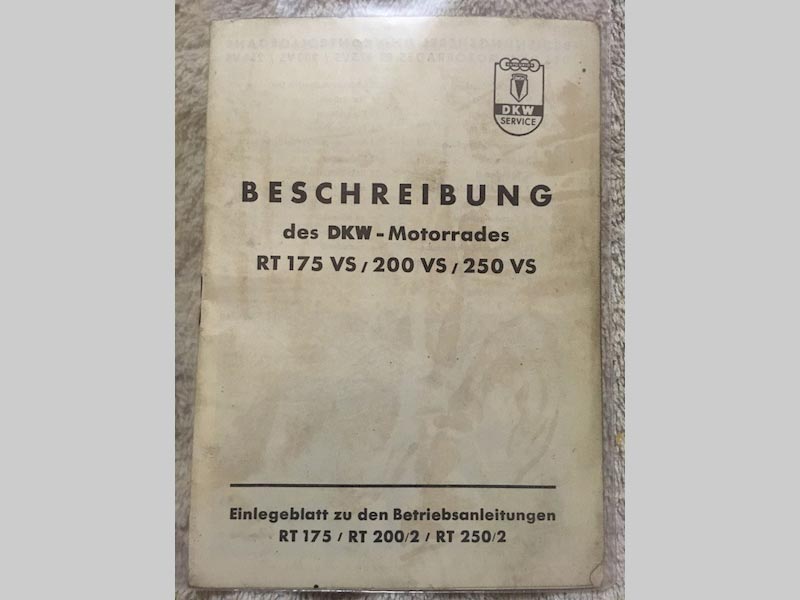 DKW
SERVICE
BESCHREIBUNG
des DKW-Motorrades
RT 175 VS / 200 VS / 250 VS
Einlegeblatt zu den Betriebsanleitungen
RT 175 / RT 200/2 / RT 250/2